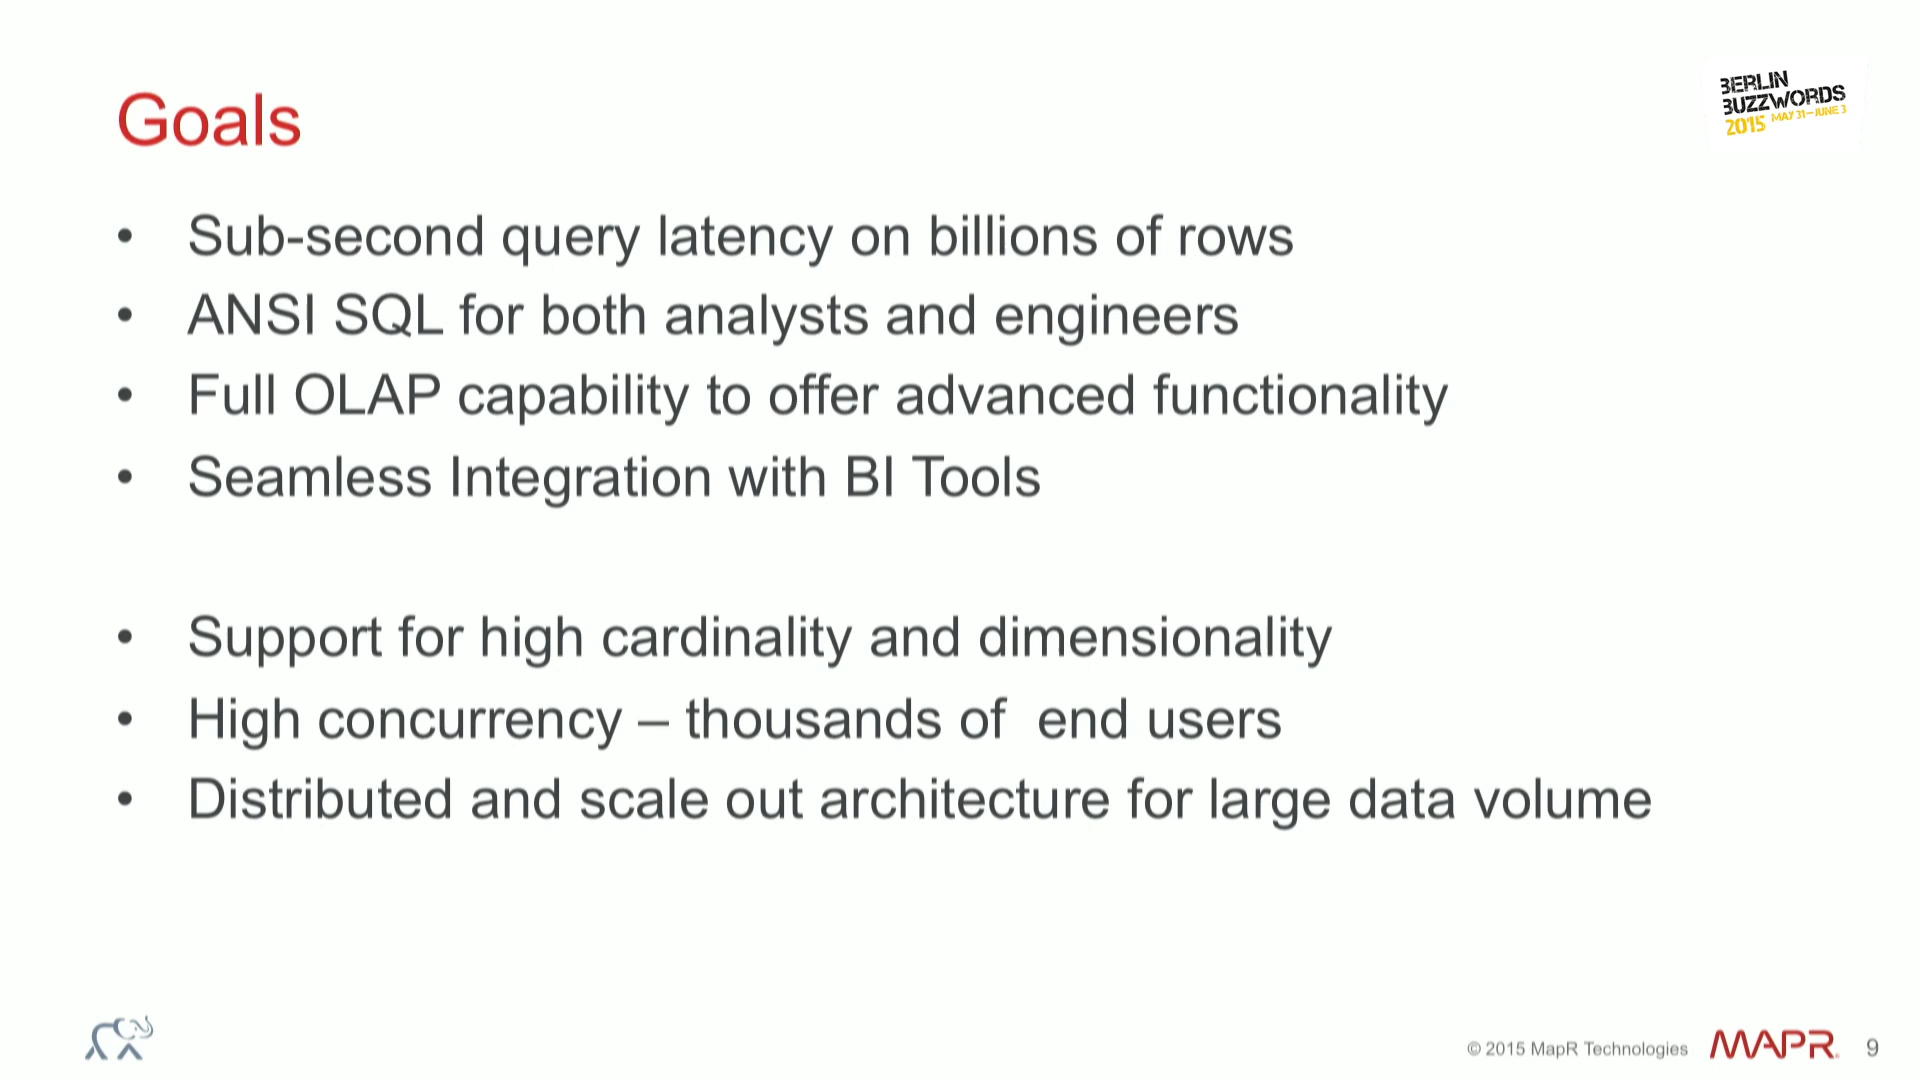 Goals
BERLIN
BUZZWORDS
2015 MAY 31–JUNE 3
• Sub-second query latency on billions of rows
• ANSI SQL for both analysts and engineers
• Full OLAP capability to offer advanced functionality
• Seamless Integration with BI Tools
• Support for high cardinality and dimensionality
• High concurrency – thousands of  end users
• Distributed and scale out architecture for large data volume
© 2015 MapR Technologies MAPR 9